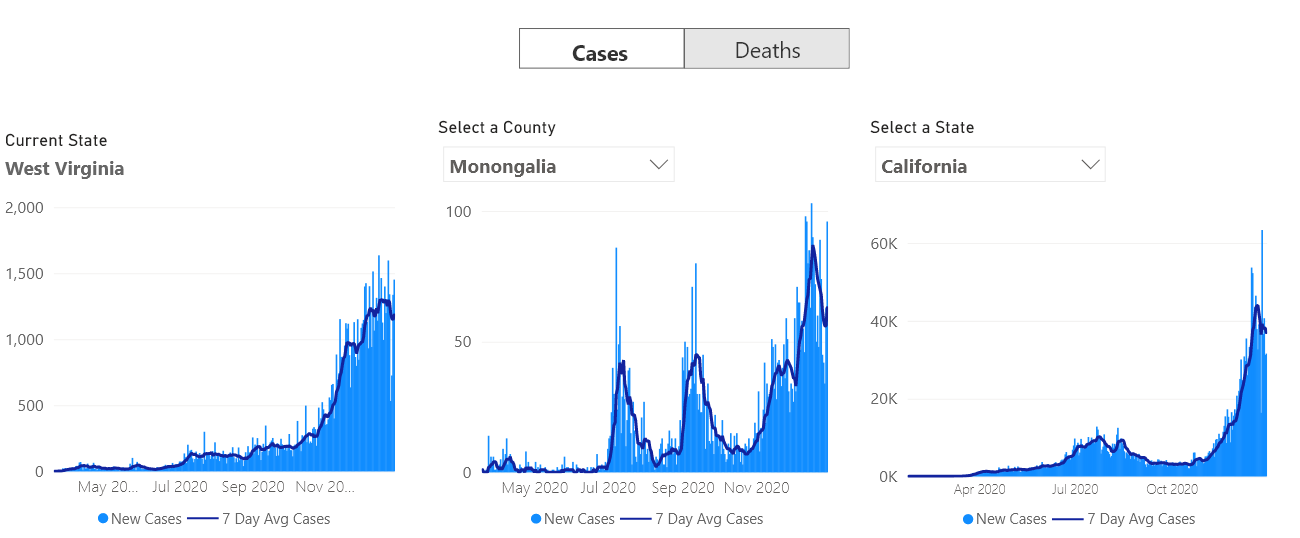 Cases
Deaths
Current State
West Virginia
2,000
1,500
1,000
500
0
May 20... Jul 2020 Sep 2020 Nov 20...
New Cases 7 Day Avg Cases
Select a County
Monongalia
100
50
0
May 2020 Jul 2020 Sep 2020 Nov 2020
New Cases 7 Day Avg Cases
Select a State
California
60K
40K
20K
0K
Apr 2020 Jul 2020 Oct 2020
New Cases 7 Day Avg Cases